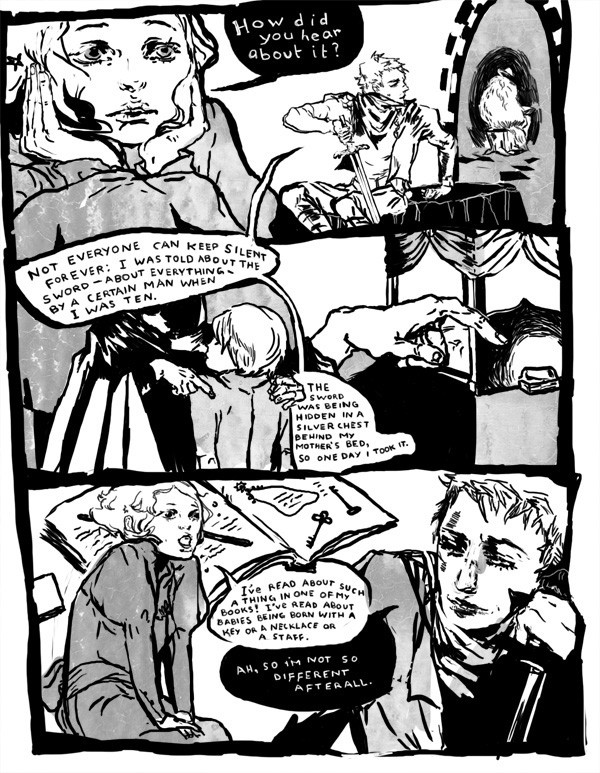 How did
you hear
about it?
NOT EVERYONE CAN KEEP SILENT
FOREVER; I WAS TOLD ABOUT THE
SWORD - ABOUT EVERYTHING -
BY A CERTAIN MAN WHEN
I WAS TEN.
THE
SWORD
WAS BEING
HIDDEN IN A
SILVER CHEST
BEHIND MY
MOTHER'S BED,
SO ONE DAY I TOOK IT.
I'VE READ ABOUT SUCH
A THING IN ONE OF MY
BOOKS! I'VE READ ABOUT
BABIES BEING BORN WITH A
KEY OR A NECKLACE OR
A STAFF.
AH, SO I'M NOT SO
DIFFERENT
AFTERALL.